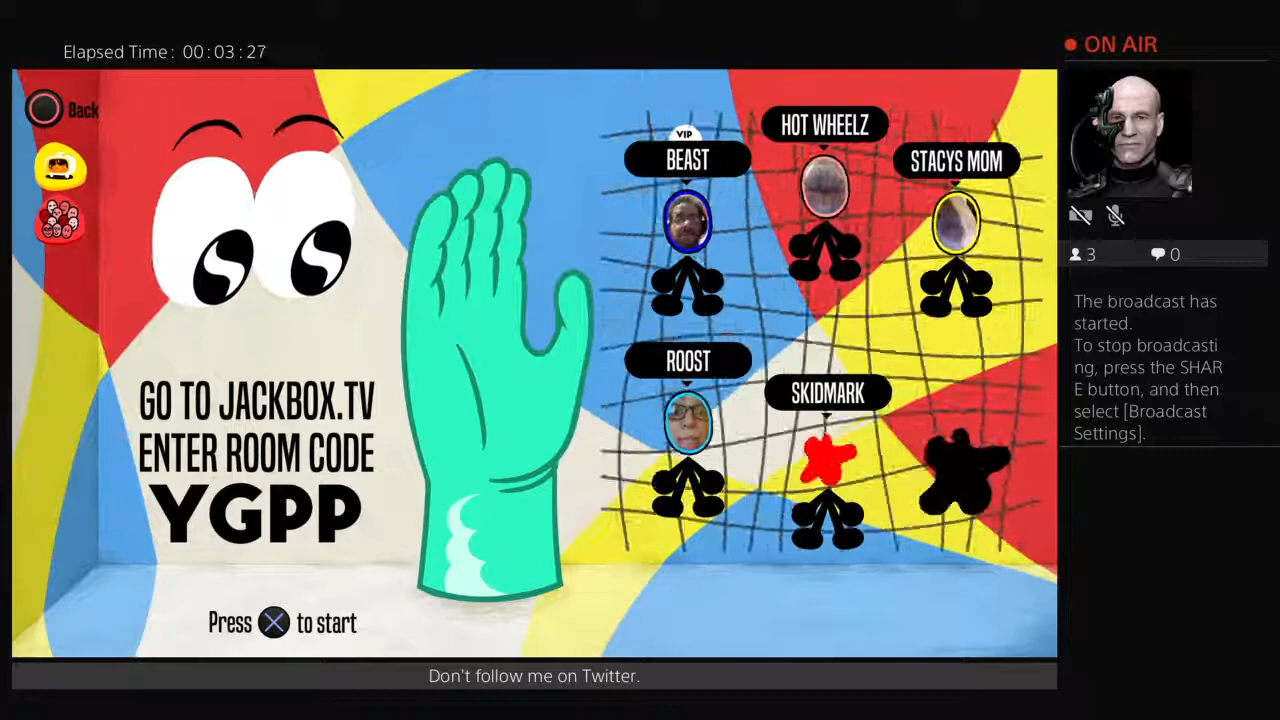 Elapsed Time: 00:03:27
ON AIR
Back
VIP
BEAST
HOT WHEELZ
STACYS MOM
3
0
The broadcast has
started.
To stop broadcasti
ng, press the SHAR
E button, and then
select [Broadcast
Settings].
ROOST
SKIDMARK
GO TO JACKBOX.TV
ENTER ROOM CODE
YGPP
Press to start
Don't follow me on Twitter.